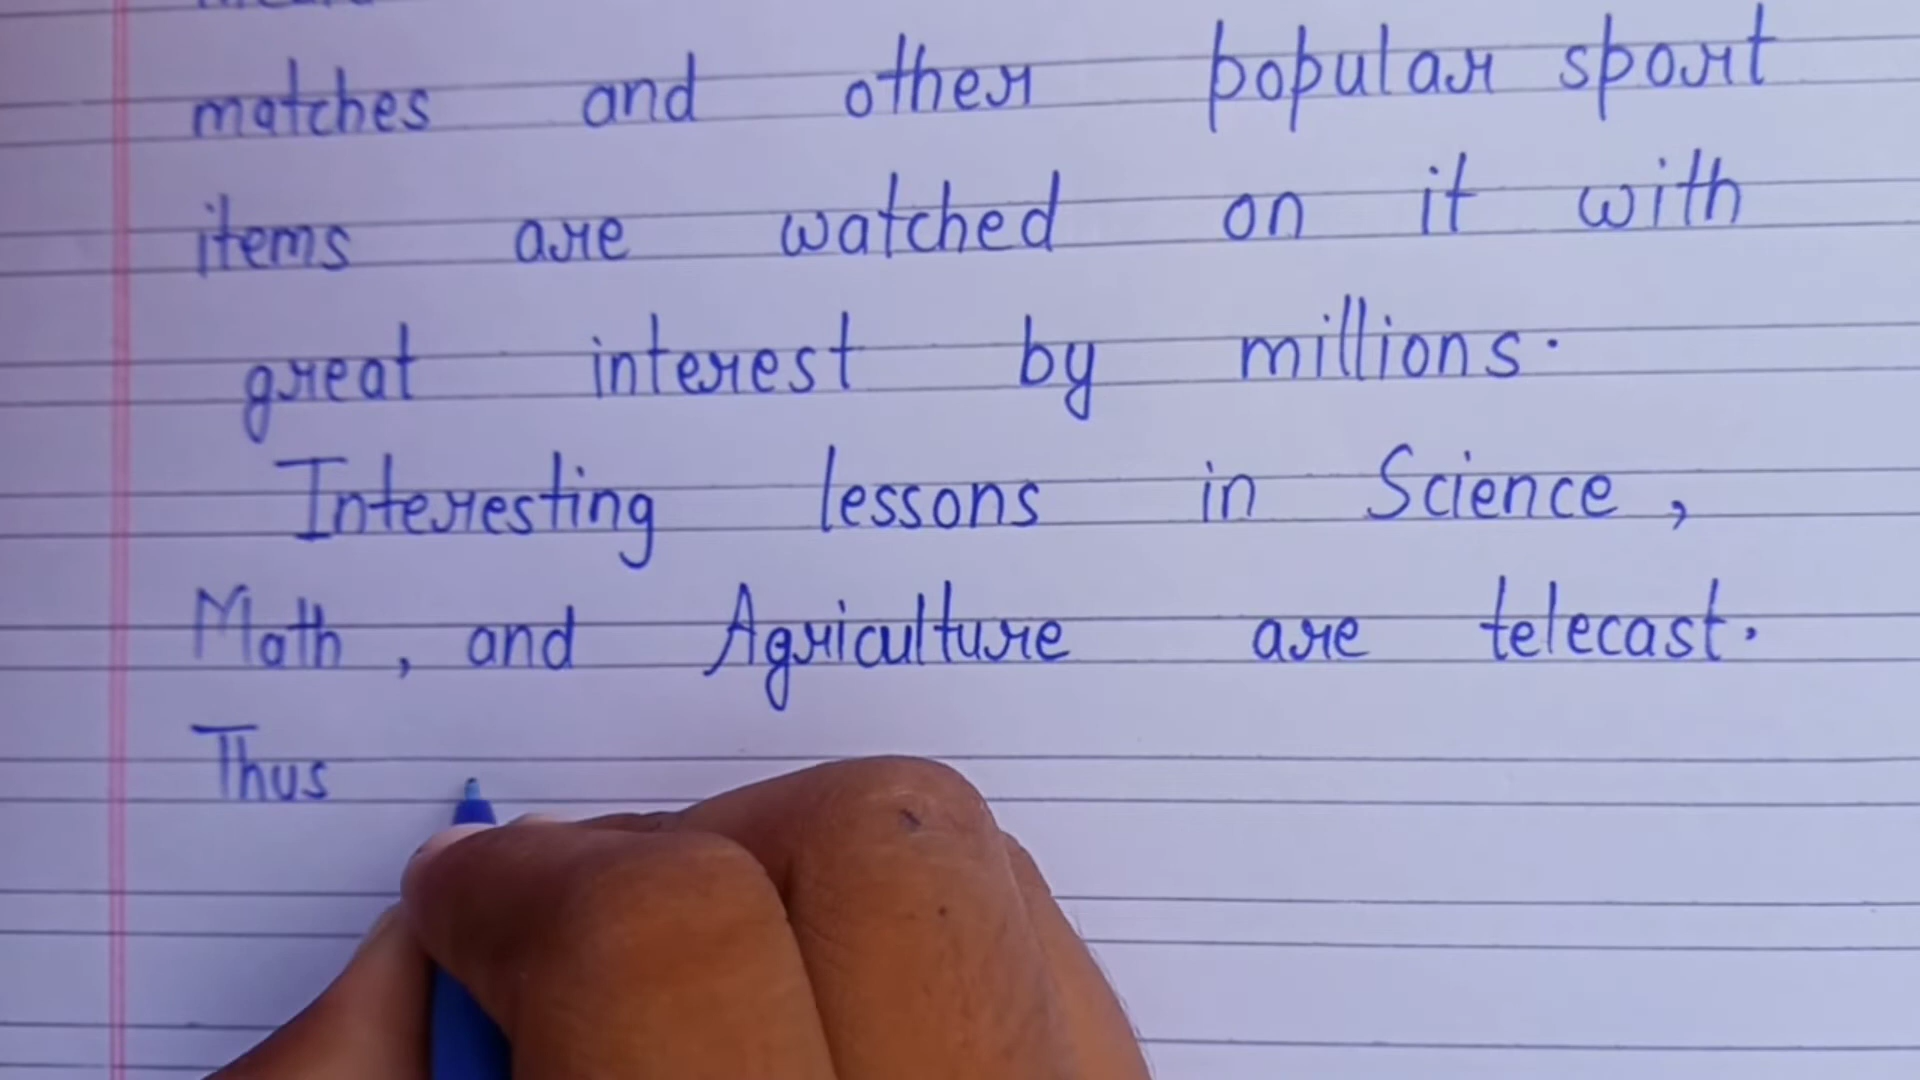 matches and other popular sport
items are watched on it with
great interest by millions.
Interesting lessons in Science,
Math, and Agriculture are telecast.
Thus